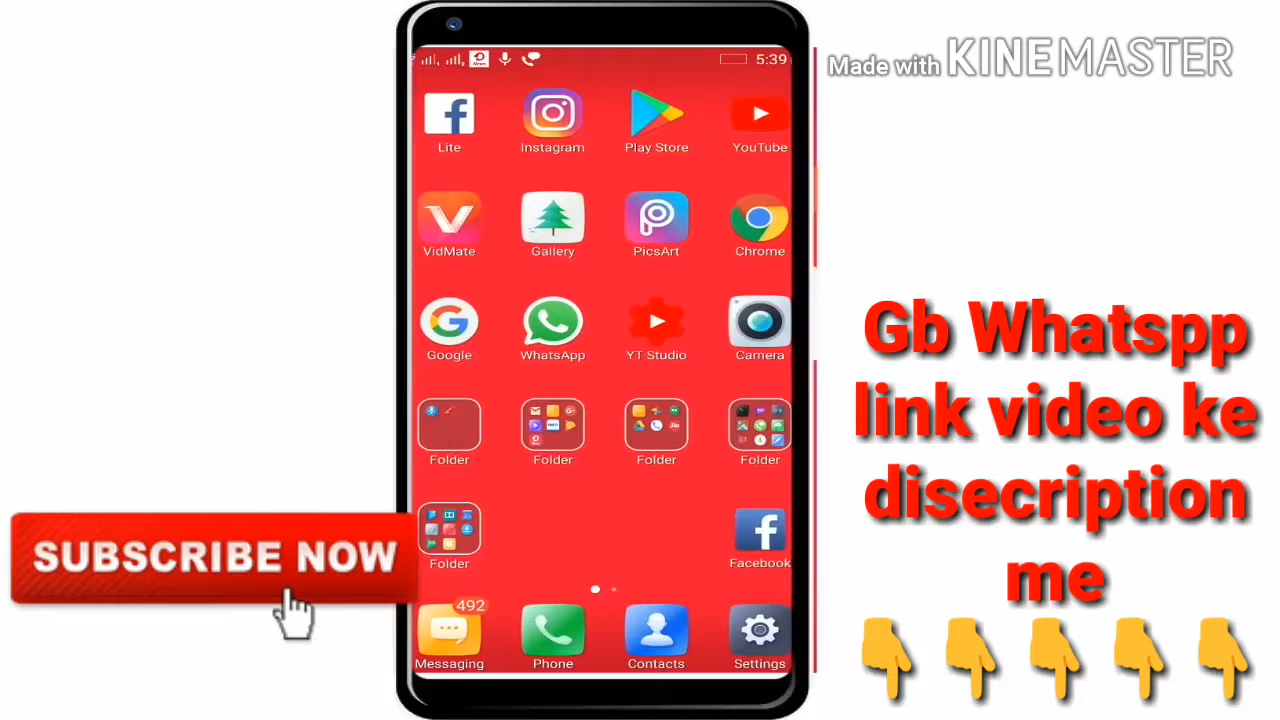 Made with KINEMASTER
5:39
Lite
Instagram
Play Store
YouTube
VidMate
Gallery
PicsArt
Chrome
Google
WhatsApp
YT Studio
Camera
Folder
Folder
Folder
Folder
Folder
Facebook
492
Messaging
Phone
Contacts
Settings
SUBSCRIBE NOW
Gb Whatspp
link video ke
disecription
me